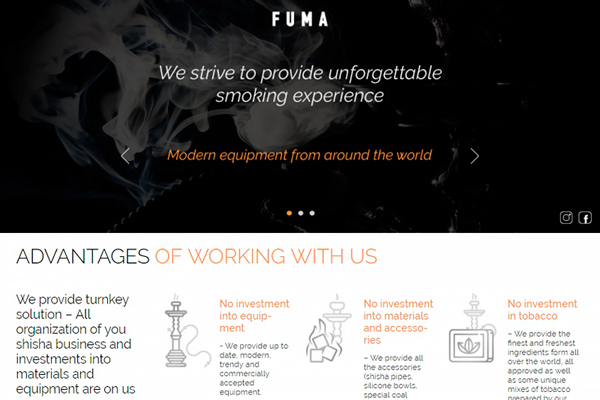 FUMA
We strive to provide unforgettable
smoking experience
Modern equipment from around the world
ADVANTAGES OF WORKING WITH US
We provide turnkey
solution – All
organization of you
shisha business and
investments into
materials and
equipment are on us
No investment
into equip-
ment
– We provide up to
date, modern,
trendy and
commercially
accepted
equipment.
No investment
into materials
and accesso-
ries
– We provide all
the accessories
(shisha pipes,
silicone bowls,
special coal
No investment
in tobacco
– We provide the
finest and freshest
ingredients form all
over the world, all
approved as well
as some unique
mixes of tobacco
prepared by our